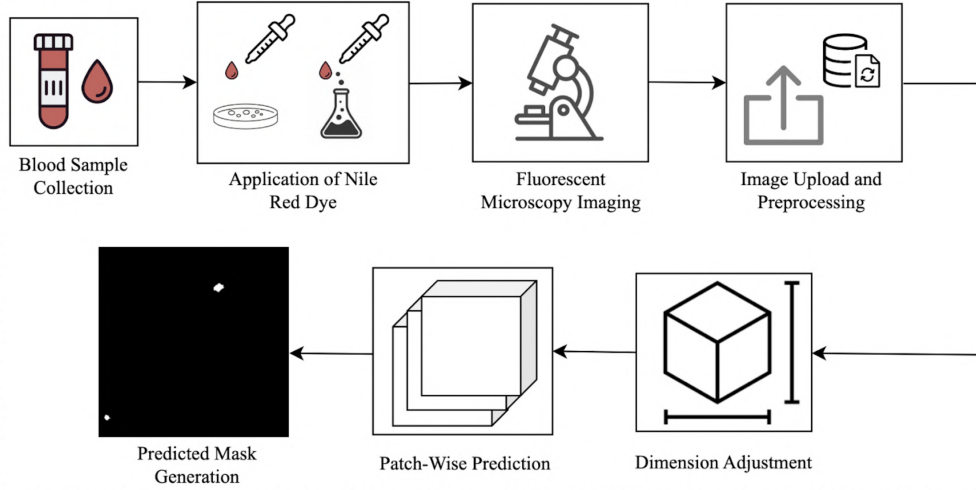 Blood Sample
Collection
Application of Nile
Red Dye
Fluorescent
Microscopy Imaging
Image Upload and
Preprocessing
Predicted Mask
Generation
Patch-Wise Prediction
Dimension Adjustment